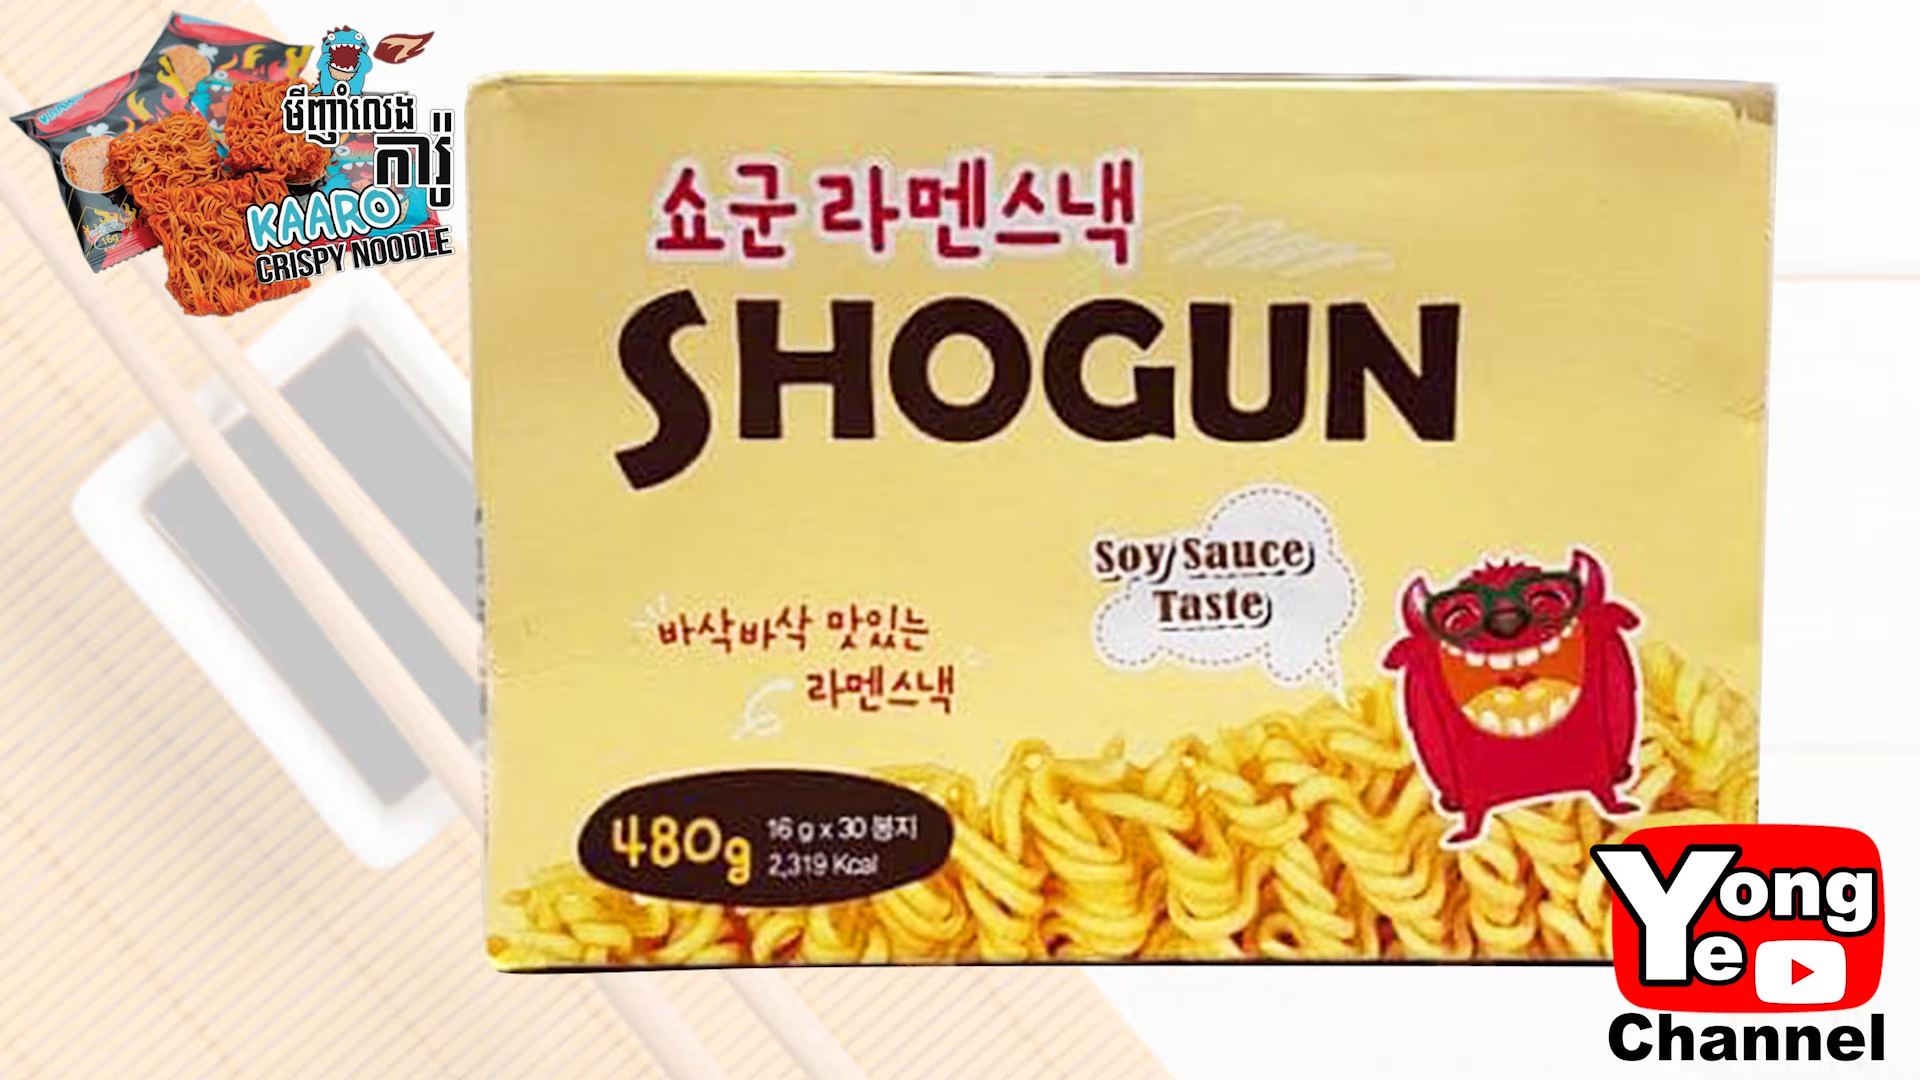 មីញ៉ាំលេង
ការ៉ូ
KAARO
CRISPY NOODLE
KAARO
16g
쇼군 라멘스낵
SHOGUN
Soy Sauce
Taste
바삭바삭 맛있는
라멘스낵
480g
16 g x 30 봉지
2,319 Kcal
Yong
Ye
Channel